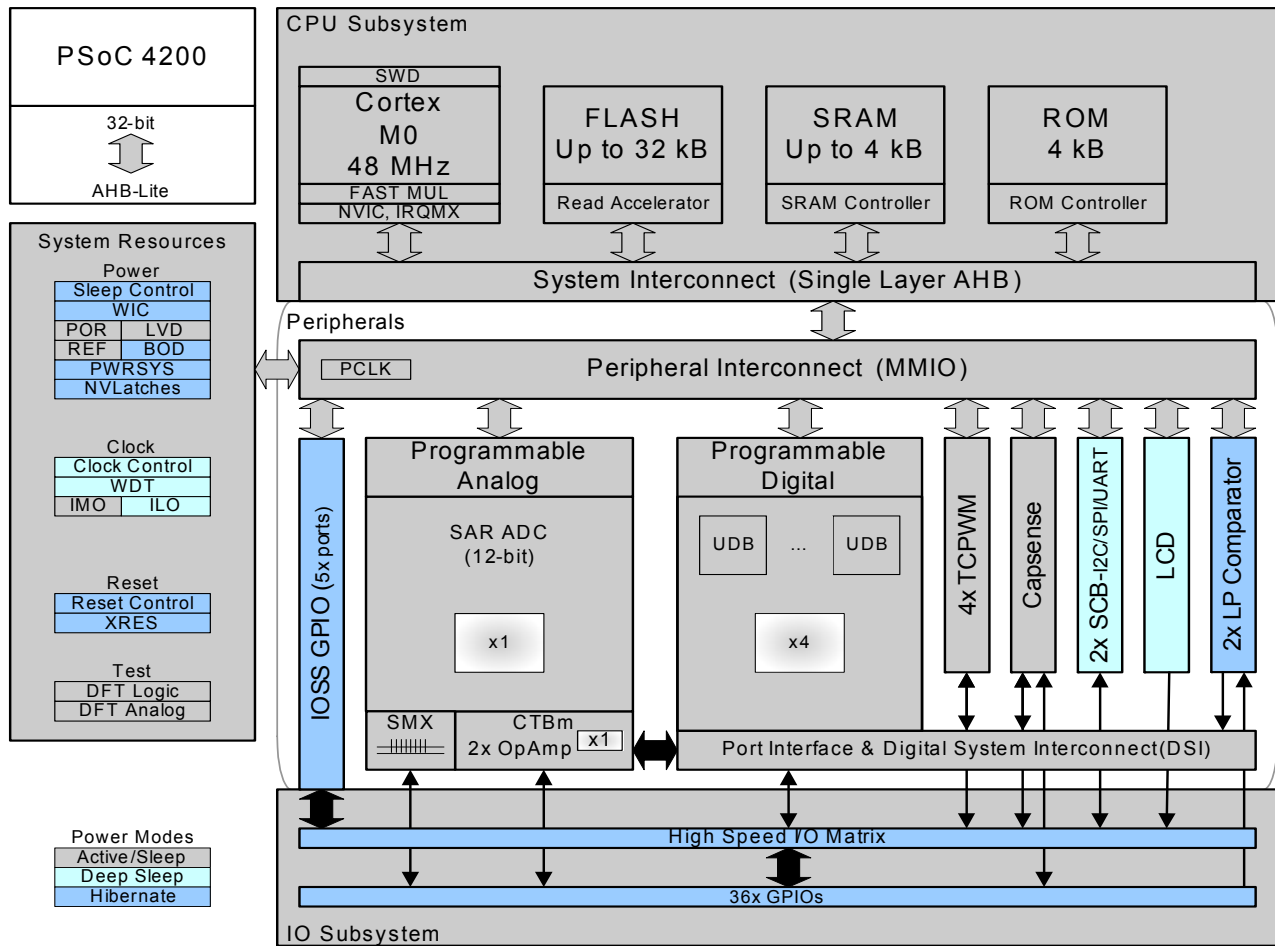 PSoC 4200
32-bit
AHB-Lite
System Resources
Power
Sleep Control
WIC
POR LVD
REF BOD
PWRSYS
NVLatches
Clock
Clock Control
WDT
IMO ILO
Reset
Reset Control
XRES
Test
DFT Logic
DFT Analog
Power Modes
Active/Sleep
Deep Sleep
Hibernate
CPU Subsystem
SWD
Cortex
M0
48 MHz
FAST MUL
NVIC, IRQMX
FLASH
Up to 32 kB
Read Accelerator
SRAM
Up to 4 kB
SRAM Controller
ROM
4 kB
ROM Controller
System Interconnect (Single Layer AHB)
Peripherals
PCLK
Peripheral Interconnect (MMIO)
IOSS GPIO (5x ports)
Programmable
Analog
SAR ADC
(12-bit)
x1
SMX
CTBm
2x OpAmp
x1
Programmable
Digital
UDB ... UDB
x4
4x TCPWM
Capsense
2x SCB-I2C/SPI/UART
LCD
2x LP Comparator
Port Interface & Digital System Interconnect(DSI)
High Speed I/O Matrix
36x GPIOs
IO Subsystem